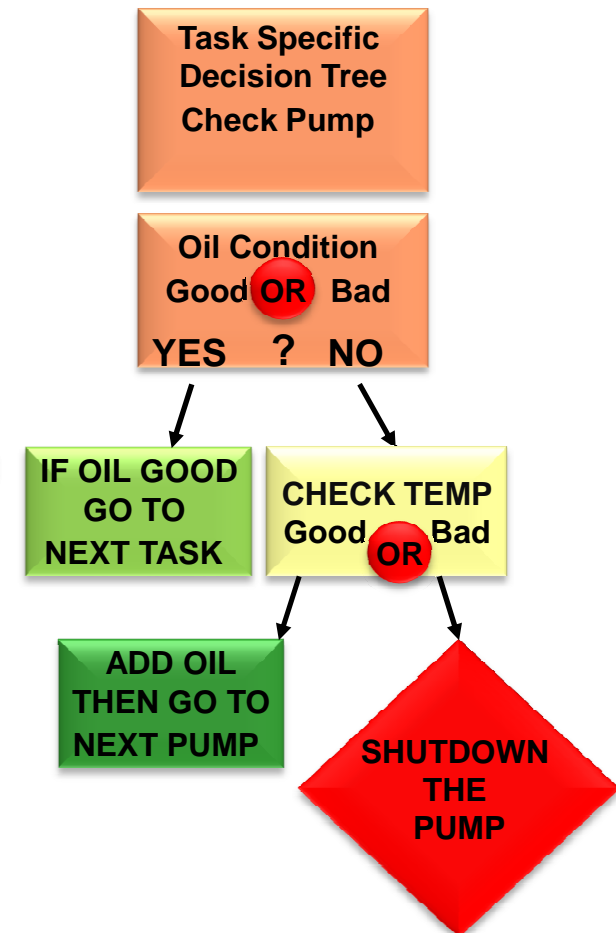 Task Specific
Decision Tree
Check Pump
Oil Condition
Good OR Bad
YES ? NO
IF OIL GOOD
GO TO
NEXT TASK
CHECK TEMP
Good OR Bad
ADD OIL
THEN GO TO
NEXT PUMP
SHUTDOWN
THE
PUMP